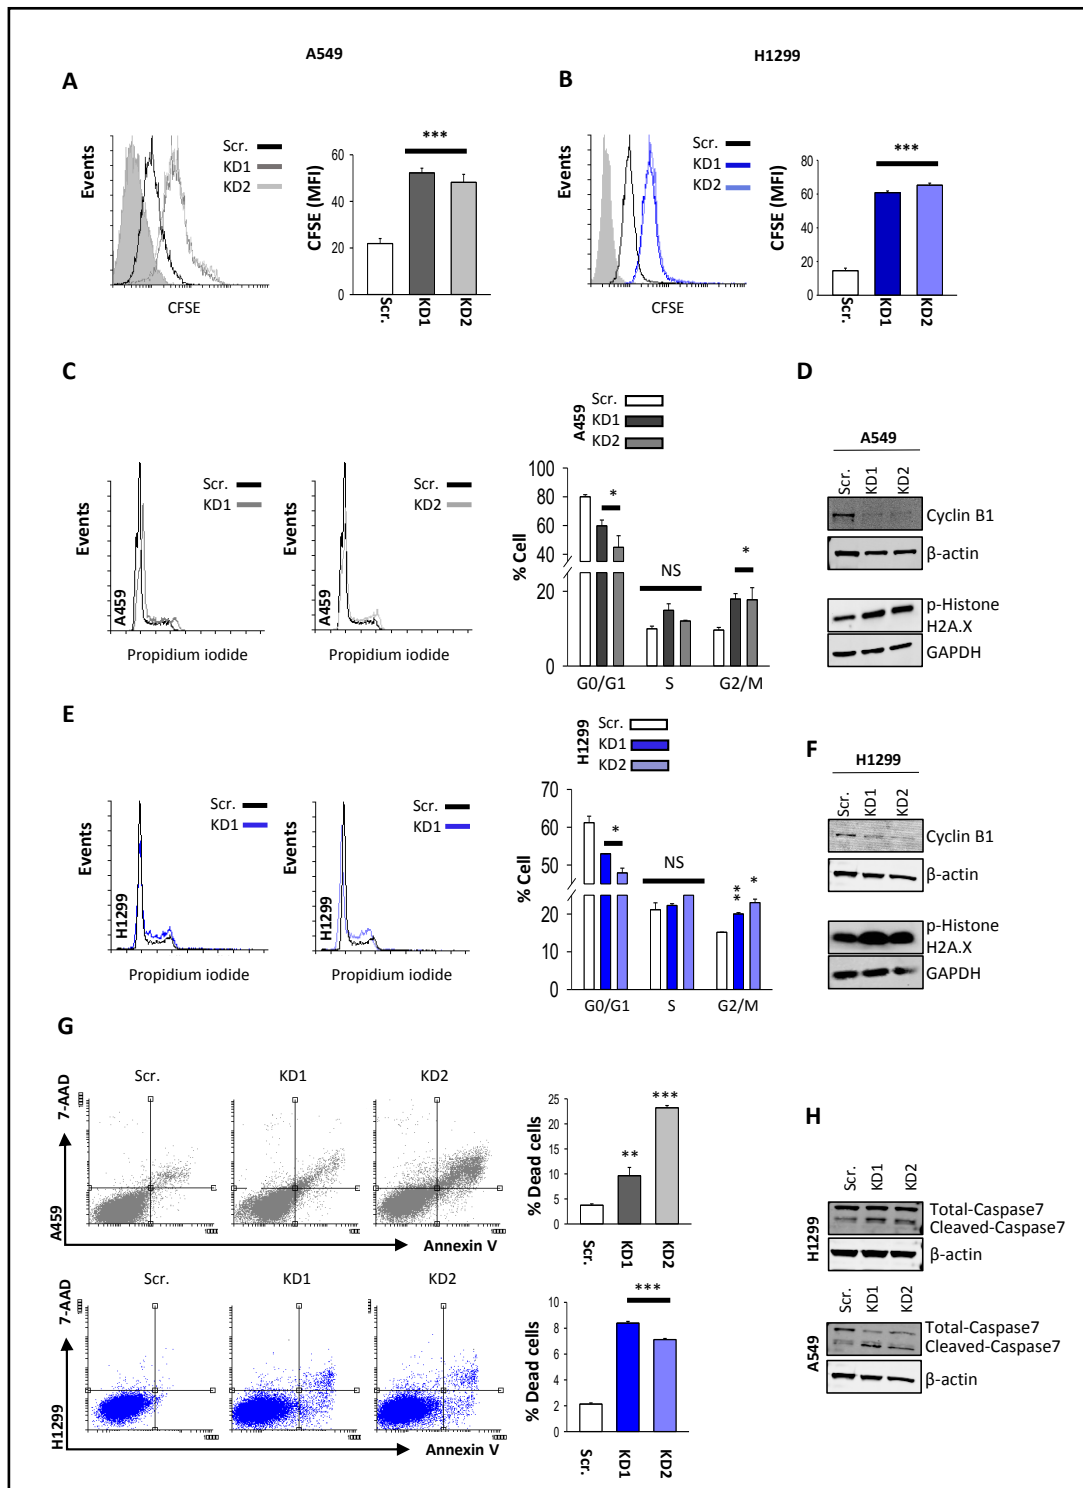 A549
H1299
A
Events
CFSE
Scr.
KD1
KD2
CFSE (MFI)
60
40
20
0
***
Scr.
KD1
KD2
B
Events
CFSE
Scr.
KD1
KD2
CFSE (MFI)
80
60
40
20
0
***
Scr.
KD1
KD2
C
Events
A459
Scr.
KD1
Propidium iodide
Events
A459
Scr.
KD2
Propidium iodide
A459
Scr.
KD1
KD2
% Cell
100
80
60
40
20
0
*
NS
*
G0/G1
S
G2/M
D
A549
Scr.
KD1
KD2
Cyclin B1
β-actin
p-Histone
H2A.X
GAPDH
E
Events
H1299
Scr.
KD1
Propidium iodide
Events
H1299
Scr.
KD1
Propidium iodide
H1299
Scr.
KD1
KD2
% Cell
70
60
50
30
20
10
0
*
NS
**
*
G0/G1
S
G2/M
F
H1299
Scr.
KD1
KD2
Cyclin B1
β-actin
p-Histone
H2A.X
GAPDH
G
Scr.
KD1
KD2
7-AAD
A459
Annexin V
% Dead cells
25
20
15
10
5
0
**
***
Scr.
KD1
KD2
Scr.
KD1
KD2
7-AAD
H1299
Annexin V
% Dead cells
10
8
6
4
2
0
***
Scr.
KD1
KD2
H
Scr.
KD1
KD2
H1299
Total-Caspase7
Cleaved-Caspase7
β-actin
Scr.
KD1
KD2
A549
Total-Caspase7
Cleaved-Caspase7
β-actin